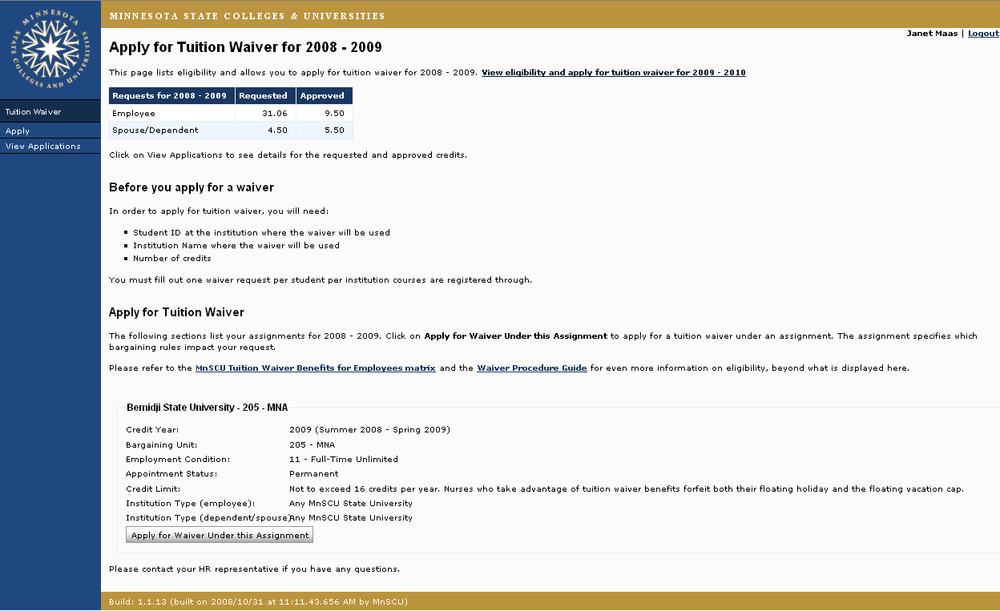 MINNESOTA STATE COLLEGES & UNIVERSITIES
MINNESOTA STATE COLLEGES AND UNIVERSITIES
Janet Maas | Logout
Tuition Waiver
Apply
View Applications
Apply for Tuition Waiver for 2008 - 2009
This page lists eligibility and allows you to apply for tuition waiver for 2008 - 2009. View eligibility and apply for tuition waiver for 2009 - 2010
Requests for 2008 - 2009 Requested Approved
Employee 31.06 9.50
Spouse/Dependent 4.50 5.50
Click on View Applications to see details for the requested and approved credits.
Before you apply for a waiver
In order to apply for tuition waiver, you will need:
Student ID at the institution where the waiver will be used
Institution Name where the waiver will be used
Number of credits
You must fill out one waiver request per student per institution courses are registered through.
Apply for Tuition Waiver
The following sections list your assignments for 2008 - 2009. Click on Apply for Waiver Under this Assignment to apply for a tuition waiver under an assignment. The assignment specifies which
bargaining rules impact your request.
Please refer to the MnSCU Tuition Waiver Benefits for Employees matrix and the Waiver Procedure Guide for even more information on eligibility, beyond what is displayed here.
Bemidji State University - 205 - MNA
Credit Year: 2009 (Summer 2008 - Spring 2009)
Bargaining Unit: 205 - MNA
Employment Condition: 11 - Full-Time Unlimited
Appointment Status: Permanent
Credit Limit: Not to exceed 16 credits per year. Nurses who take advantage of tuition waiver benefits forfeit both their floating holiday and the floating vacation cap.
Institution Type (employee): Any MnSCU State University
Institution Type (dependent/spouse) Any MnSCU State University
Apply for Waiver Under this Assignment
Please contact your HR representative if you have any questions.
Build: 1.1.13 (built on 2008/10/31 at 11:11.43.656 AM by MnSCU)